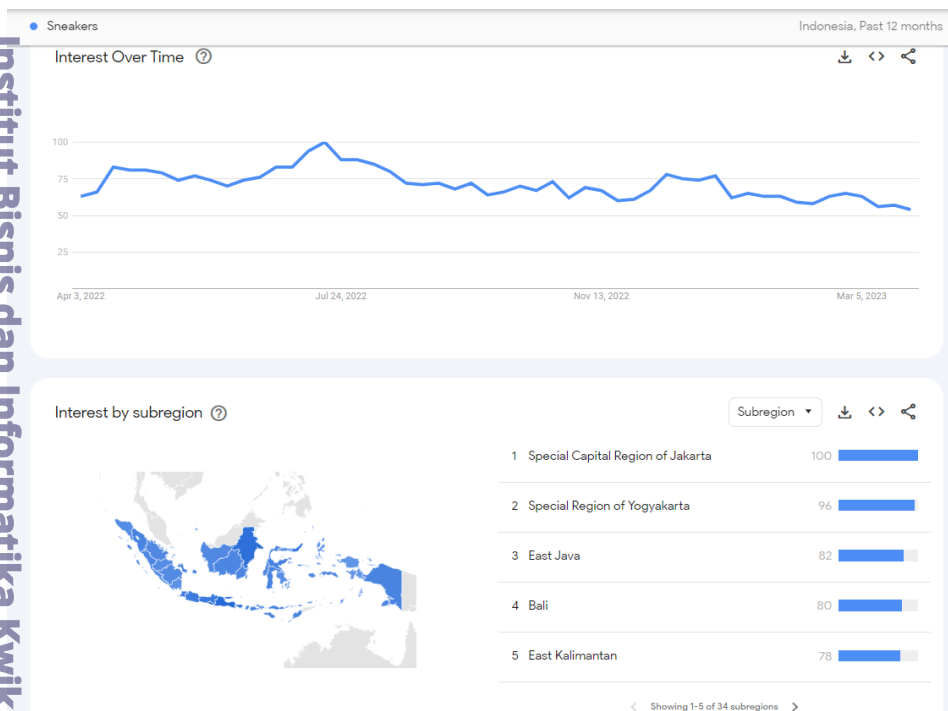 Sneakers
Indonesia, Past 12 months
Interest Over Time
100
75
50
25
Apr 3, 2022
Jul 24, 2022
Nov 13, 2022
Mar 5, 2023
Interest by subregion
Subregion
1 Special Capital Region of Jakarta 100
2 Special Region of Yogyakarta 96
3 East Java 82
4 Bali 80
5 East Kalimantan 78
Showing 1-5 of 34 subregions
Institut Bisnis dan Informatika Kwik